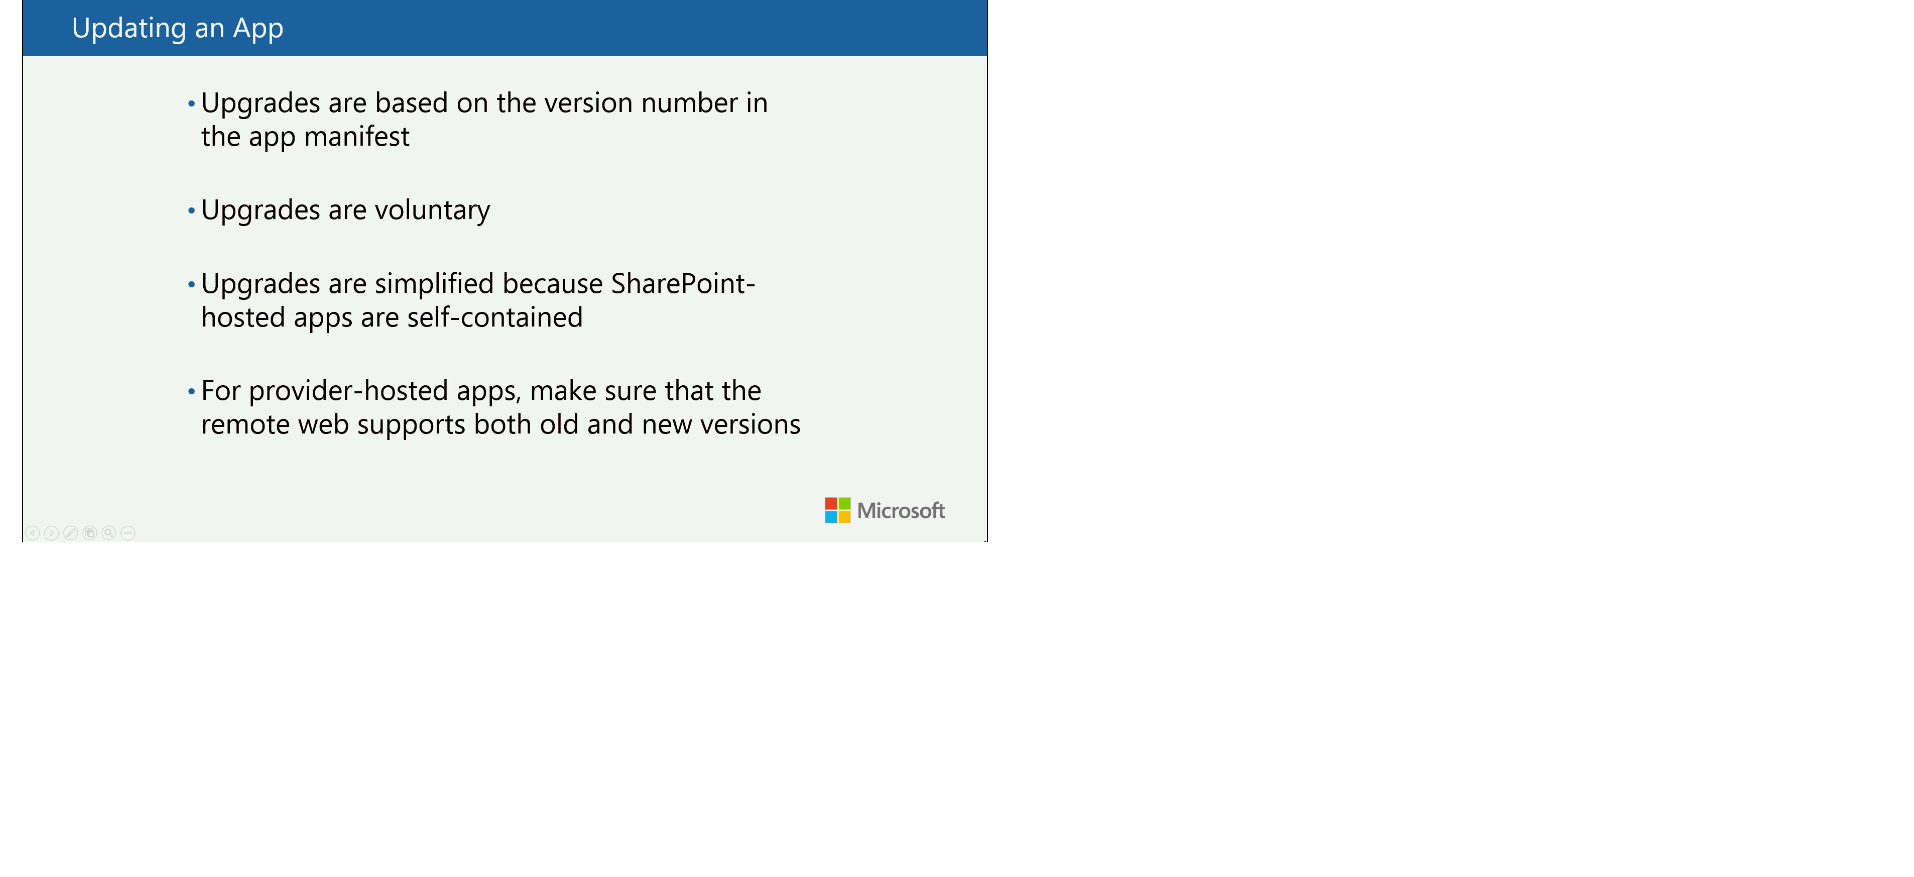 Updating an App
• Upgrades are based on the version number in
the app manifest
• Upgrades are voluntary
• Upgrades are simplified because SharePoint-
hosted apps are self-contained
• For provider-hosted apps, make sure that the
remote web supports both old and new versions
Microsoft